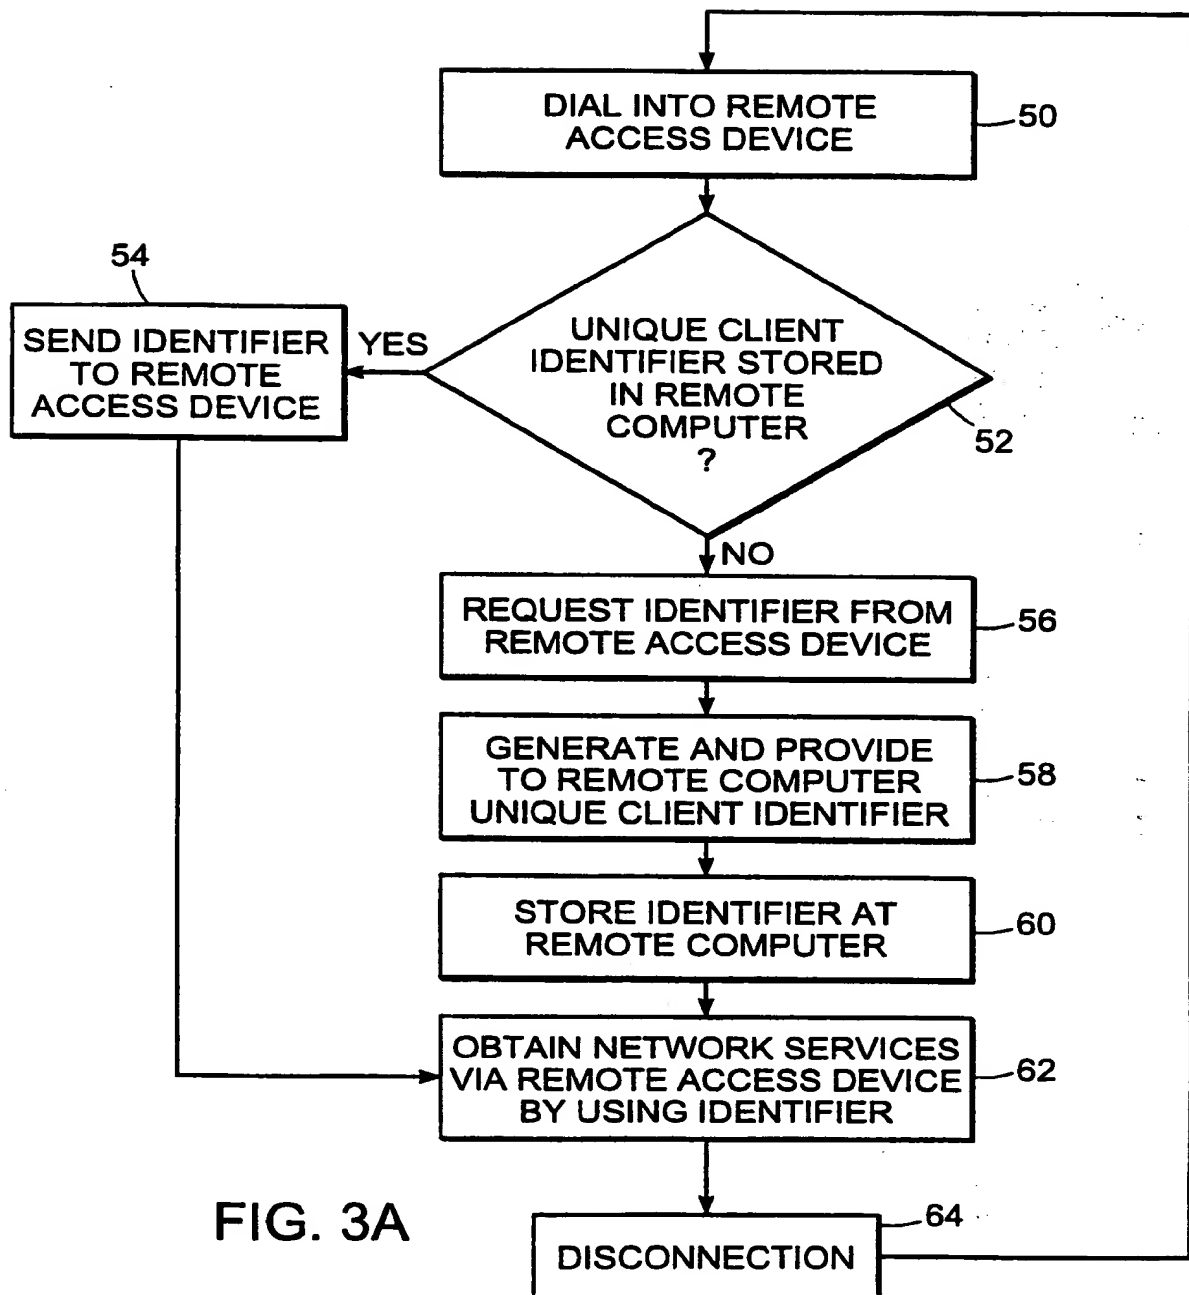 DIAL INTO REMOTE
ACCESS DEVICE
50
54
SEND IDENTIFIER
TO REMOTE
ACCESS DEVICE
YES
UNIQUE CLIENT
IDENTIFIER STORED
IN REMOTE
COMPUTER
?
52
NO
REQUEST IDENTIFIER FROM
REMOTE ACCESS DEVICE
56
GENERATE AND PROVIDE
TO REMOTE COMPUTER
UNIQUE CLIENT IDENTIFIER
58
STORE IDENTIFIER AT
REMOTE COMPUTER
60
OBTAIN NETWORK SERVICES
VIA REMOTE ACCESS DEVICE
BY USING IDENTIFIER
62
FIG. 3A
64
DISCONNECTION